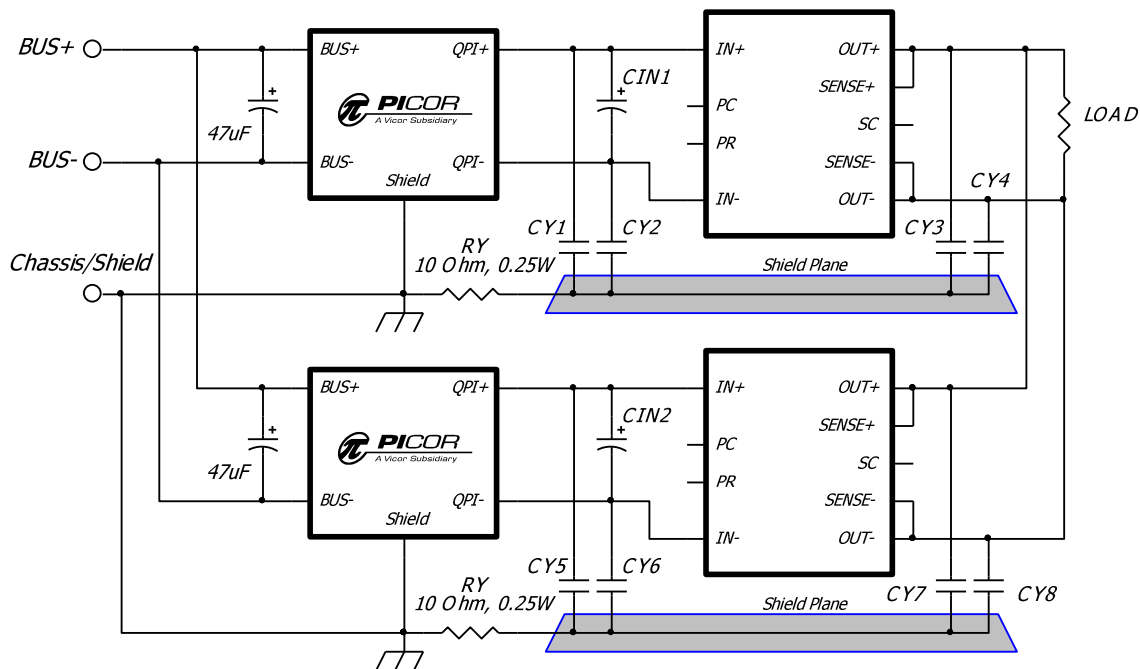 BUS+
BUS-
Chassis/Shield
47uF
BUS+
QPI+
PICOR
A Vicor Subsidiary
BUS-
QPI-
Shield
CIN1
CY1
CY2
RY
10 Ohm, 0.25W
IN+
PC
PR
IN-
OUT+
SENSE+
SC
SENSE-
OUT-
LOAD
CY4
CY3
Shield Plane
47uF
BUS+
QPI+
PICOR
A Vicor Subsidiary
BUS-
QPI-
Shield
CIN2
CY5
CY6
RY
10 Ohm, 0.25W
IN+
PC
PR
IN-
OUT+
SENSE+
SC
SENSE-
OUT-
CY7
CY8
Shield Plane